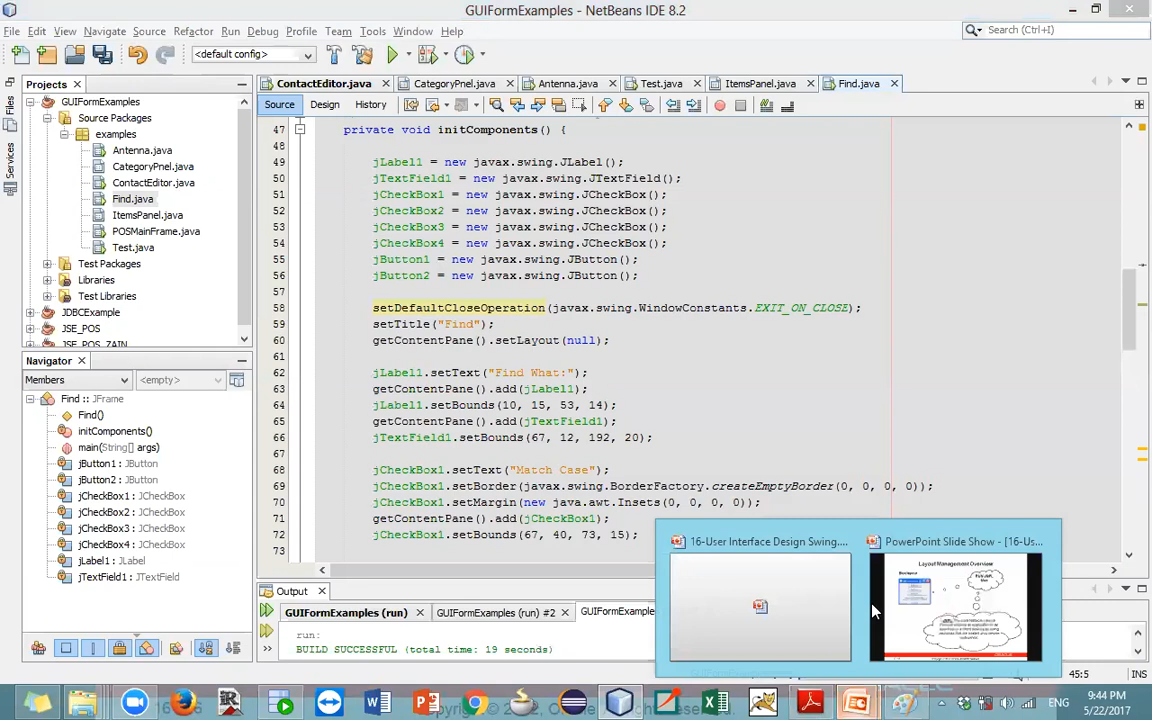 GUIFormExamples - NetBeans IDE 8.2
File Edit View Navigate Source Refactor Run Debug Profile Team Tools Window Help
Search (Ctrl+I)
<default config>
Projects
ContactEditor.java CategoryPnel.java Antenna.java Test.java ItemsPanel.java Find.java
Source Design History
Files
Services
GUIFormExamples
Source Packages
examples
Antenna.java
CategoryPnel.java
ContactEditor.java
Find.java
ItemsPanel.java
POSMainFrame.java
Test.java
Test Packages
Libraries
Test Libraries
JDBCExample
JSE_POS
JSE_POS_ZAIN
Navigator
Members <empty>
Find :: JFrame
Find()
initComponents()
main(String[] args)
jButton1 : JButton
jButton2 : JButton
jCheckBox1 : JCheckBox
jCheckBox2 : JCheckBox
jCheckBox3 : JCheckBox
jCheckBox4 : JCheckBox
jLabel1 : JLabel
jTextField1 : JTextField
47 private void initComponents() {
48
49 jLabel1 = new javax.swing.JLabel();
50 jTextField1 = new javax.swing.JTextField();
51 jCheckBox1 = new javax.swing.JCheckBox();
52 jCheckBox2 = new javax.swing.JCheckBox();
53 jCheckBox3 = new javax.swing.JCheckBox();
54 jCheckBox4 = new javax.swing.JCheckBox();
55 jButton1 = new javax.swing.JButton();
56 jButton2 = new javax.swing.JButton();
57
58 setDefaultCloseOperation(javax.swing.WindowConstants.EXIT_ON_CLOSE);
59 setTitle("Find");
60 getContentPane().setLayout(null);
61
62 jLabel1.setText("Find What:");
63 getContentPane().add(jLabel1);
64 jLabel1.setBounds(10, 15, 53, 14);
65 getContentPane().add(jTextField1);
66 jTextField1.setBounds(67, 12, 192, 20);
67
68 jCheckBox1.setText("Match Case");
69 jCheckBox1.setBorder(javax.swing.BorderFactory.createEmptyBorder(0, 0, 0, 0));
70 jCheckBox1.setMargin(new java.awt.Insets(0, 0, 0, 0));
71 getContentPane().add(jCheckBox1);
72 jCheckBox1.setBounds(67, 40, 73, 15);
73
16-User Interface Design Swing....
PowerPoint Slide Show - [16-Us...
Layout Management Overview
Output
GUIFormExamples (run) GUIFormExamples (run) #2 GUIFormExamples
run:
BUILD SUCCESSFUL (total time: 19 seconds)
45:5 INS
ENG
9:44 PM
5/22/2017